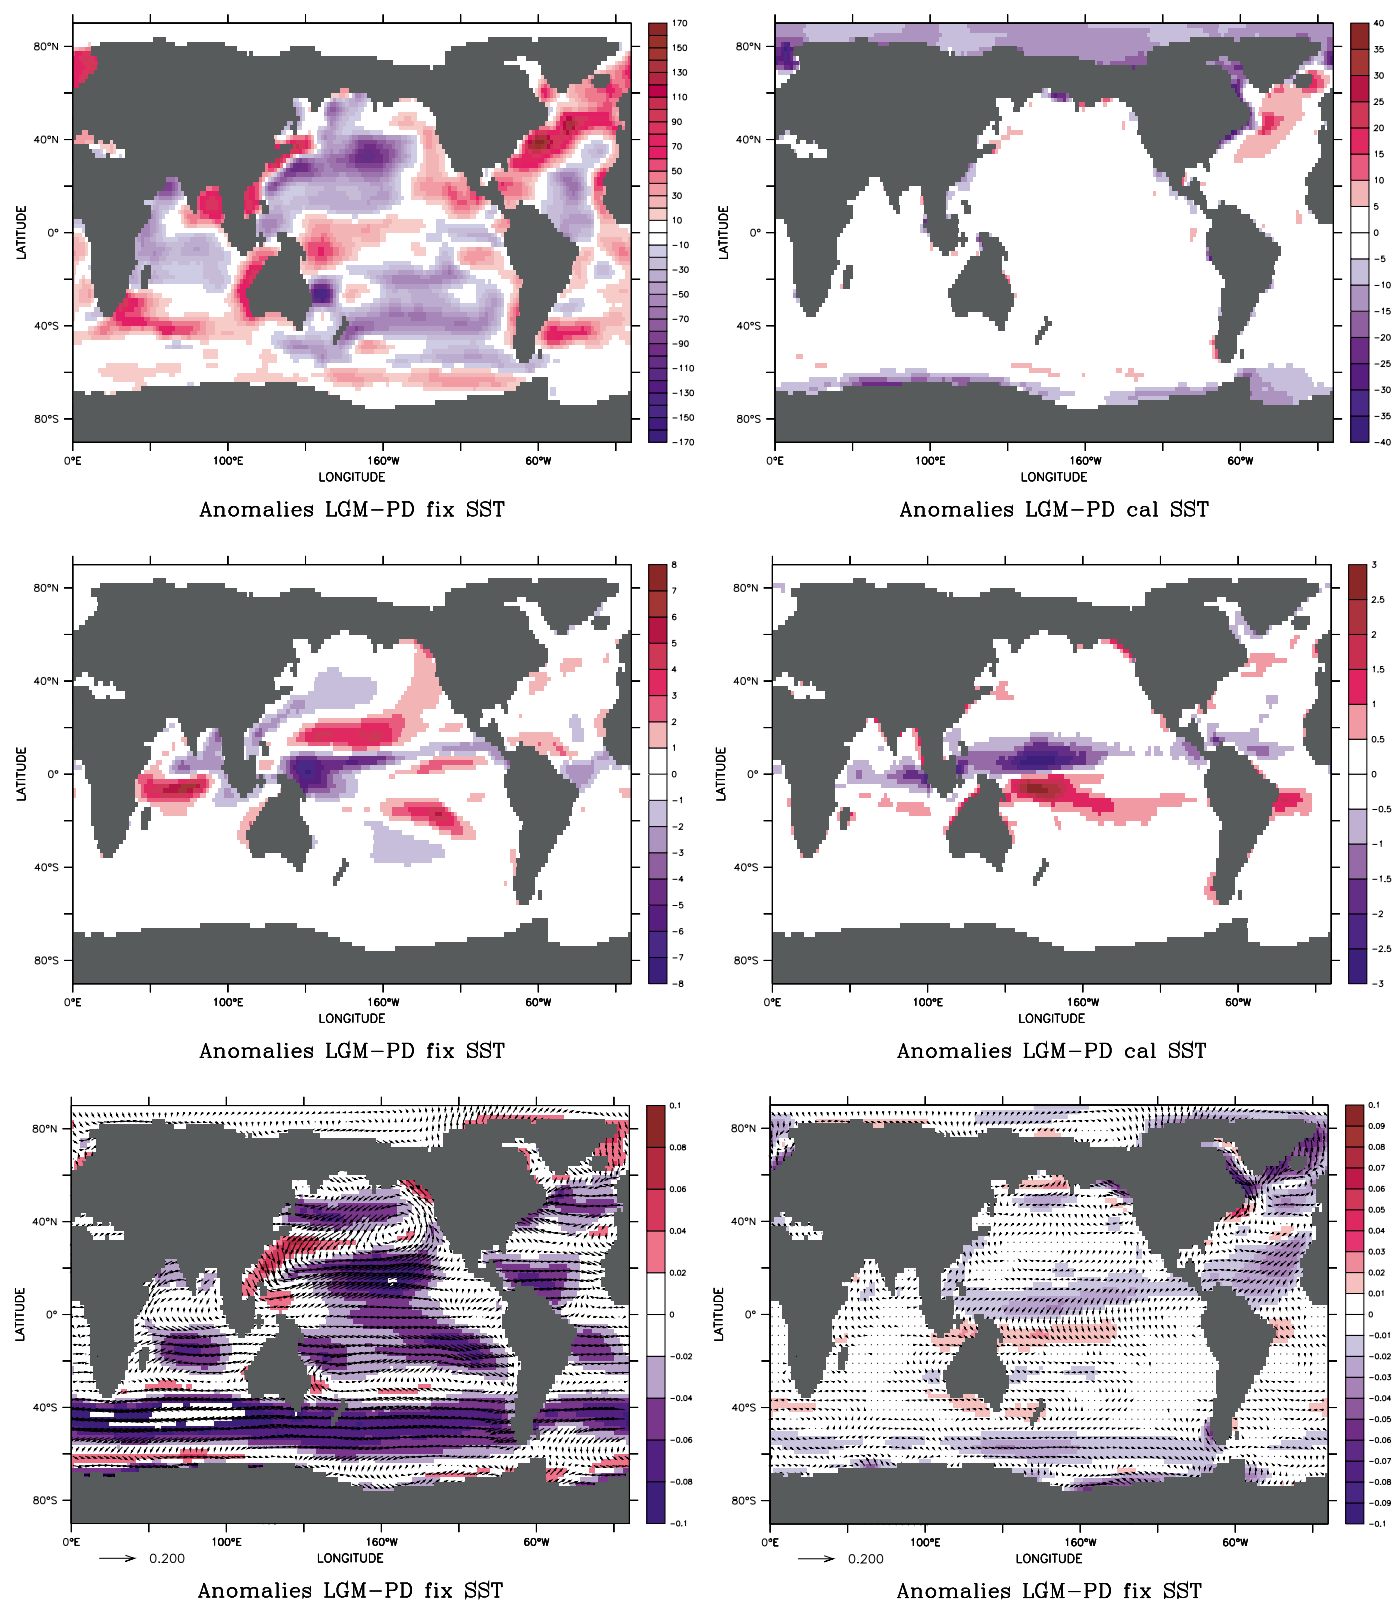 80°N
40°N
0°
40°S
80°S
LATITUDE
0°E
100°E
160°W
60°W
LONGITUDE
170
150
130
110
90
70
50
30
10
-10
-30
-50
-70
-90
-110
-130
-150
-170
Anomalies LGM-PD fix SST
80°N
40°N
0°
40°S
80°S
LATITUDE
0°E
100°E
160°W
60°W
LONGITUDE
40
35
30
25
20
15
10
5
0
-5
-10
-15
-20
-25
-30
-35
-40
Anomalies LGM-PD cal SST
80°N
40°N
0°
40°S
80°S
LATITUDE
0°E
100°E
160°W
60°W
LONGITUDE
8
7
6
5
4
3
2
1
0
-1
-2
-3
-4
-5
-6
-7
-8
Anomalies LGM-PD fix SST
80°N
40°N
0°
40°S
80°S
LATITUDE
0°E
100°E
160°W
60°W
LONGITUDE
3
2.5
2
1.5
1
0.5
0
-0.5
-1
-1.5
-2
-2.5
-3
Anomalies LGM-PD cal SST
80°N
40°N
0°
40°S
80°S
LATITUDE
0°E
100°E
160°W
60°W
0.200
LONGITUDE
0.1
0.08
0.06
0.04
0.02
0
-0.02
-0.04
-0.06
-0.08
-0.1
Anomalies LGM-PD fix SST
80°N
40°N
0°
40°S
80°S
LATITUDE
0°E
100°E
160°W
60°W
0.200
LONGITUDE
0.1
0.09
0.08
0.07
0.06
0.05
0.04
0.03
0.02
0.01
0
-0.01
-0.02
-0.03
-0.04
-0.05
-0.06
-0.07
-0.08
-0.09
-0.1
Anomalies LGM-PD fix SST